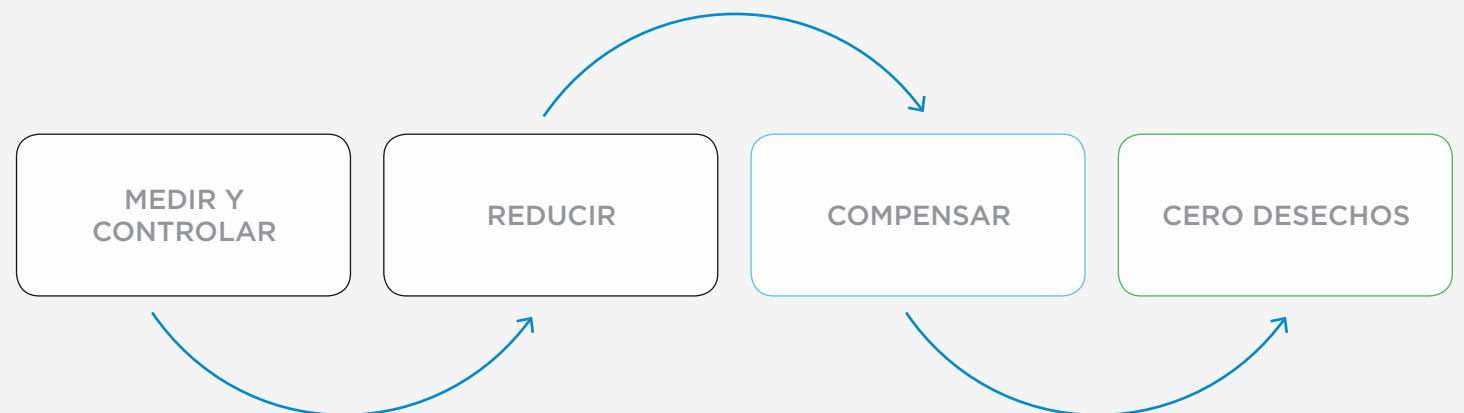 MEDIR Y
CONTROLAR
REDUCIR
COMPENSAR
CERO DESECHOS